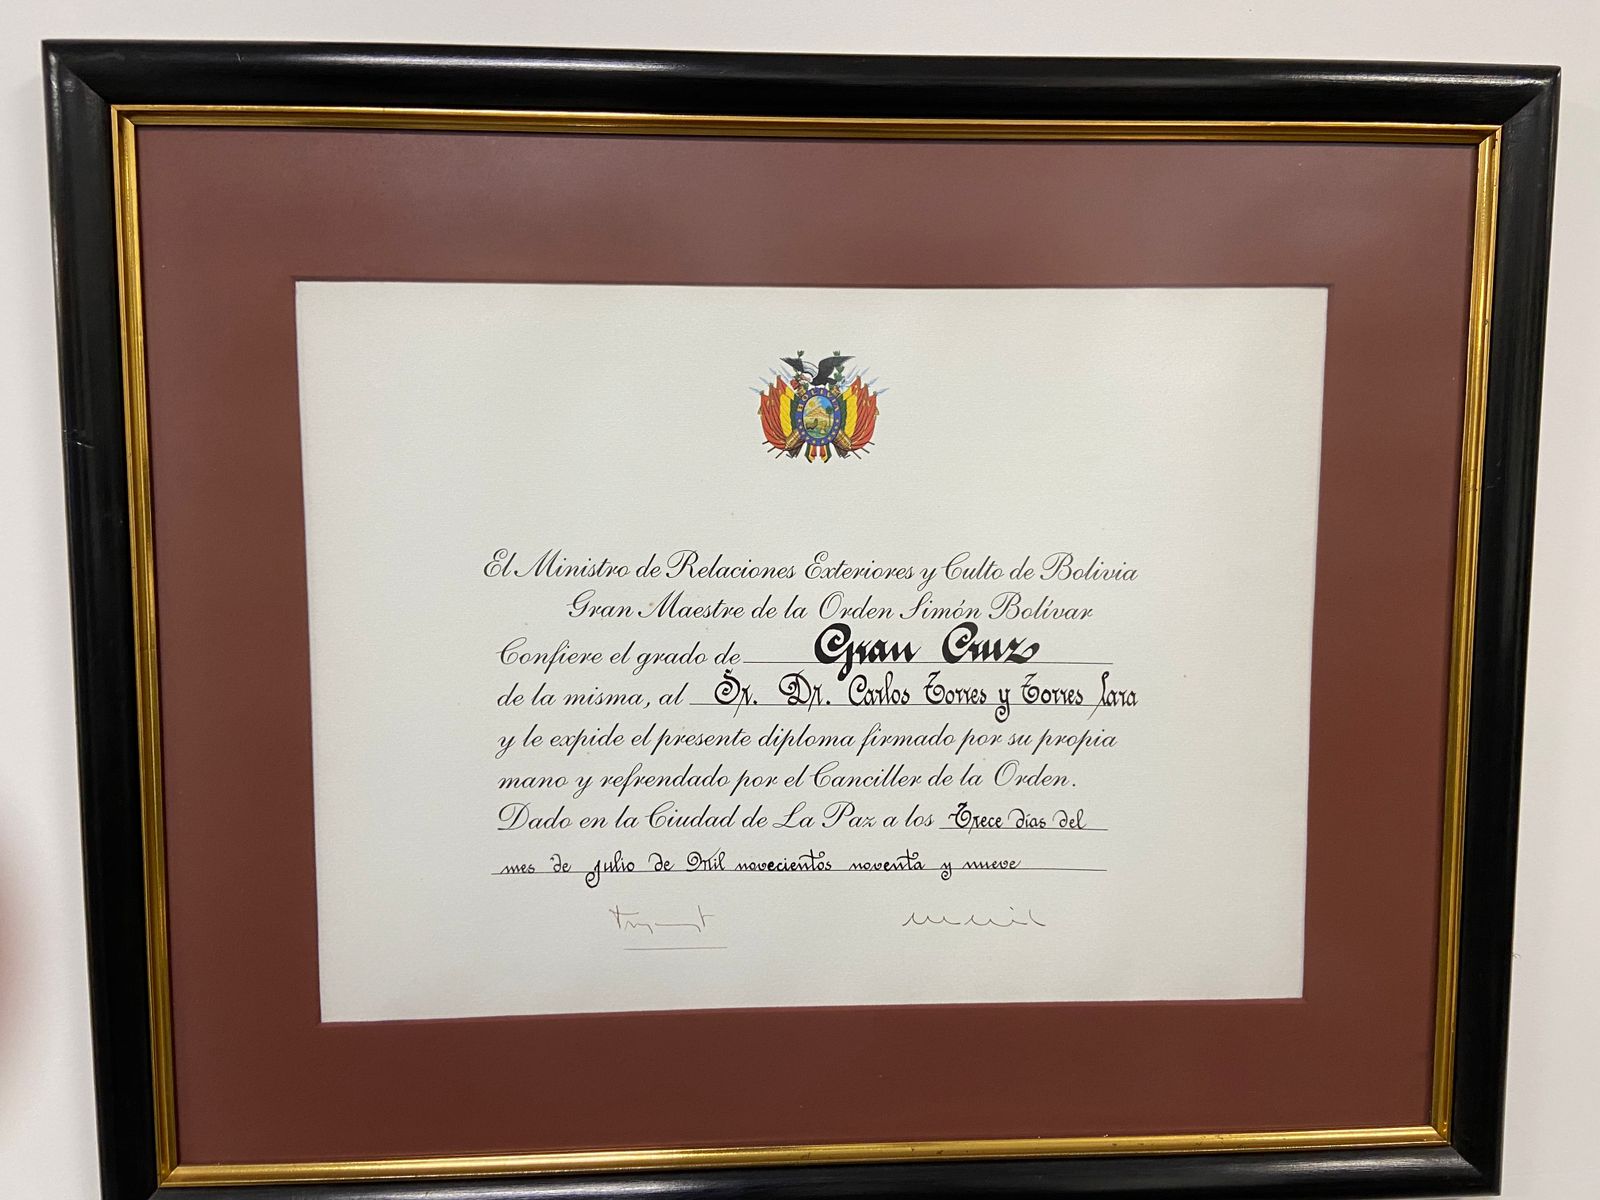 BOLIVIA
El Ministro de Relaciones Exteriores y Culto de Bolivia
Gran Maestre de la Orden Simón Bolívar
Confiere el grado de Gran Cruz
de la misma, al Sr. Dr. Carlos Torres y Torres Lara
y le expide el presente diploma firmado por su propia
mano y refrendado por el Canciller de la Orden.
Dado en la Ciudad de La Paz a los Trece días del
mes de Julio de Mil novecientos noventa y nueve